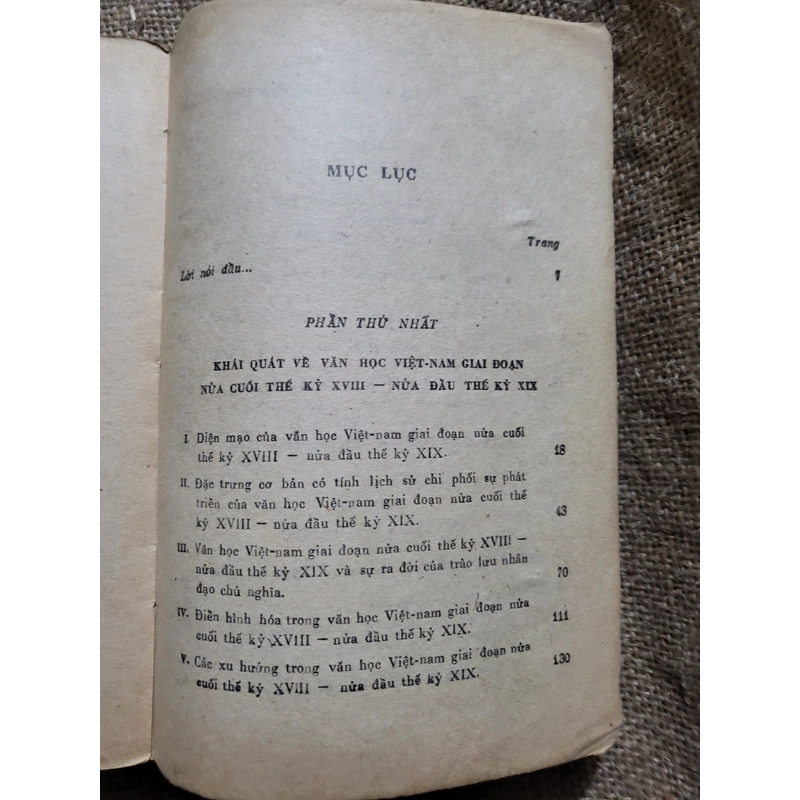 MỤC LỤC
Trang
Lời nói đầu... 7
PHẦN THỨ NHẤT
KHÁI QUÁT VỀ VĂN HỌC VIỆT-NAM GIAI ĐOẠN
NỬA CUỐI THẾ KỶ XVIII — NỬA ĐẦU THẾ KỶ XIX
I. Diện mạo của văn học Việt-nam giai đoạn nửa cuối
thế kỷ XVIII — nửa đầu thế kỷ XIX. 18
II. Đặc trưng cơ bản có tính lịch sử chi phối sự phát
triển của văn học Việt-nam giai đoạn nửa cuối thế
kỷ XVIII — nửa đầu thế kỷ XIX. 43
III. Văn học Việt-nam giai đoạn nửa cuối thế kỷ XVIII —
nửa đầu thế kỷ XIX và sự ra đời của trào lưu nhân
đạo chủ nghĩa. 70
IV. Điển hình hóa trong văn học Việt-nam giai đoạn nửa
cuối thế kỷ XVIII — nửa đầu thế kỷ XIX. 111
V. Các xu hướng trong văn học Việt-nam giai đoạn nửa
cuối thế kỷ XVIII — nửa đầu thế kỷ XIX. 130